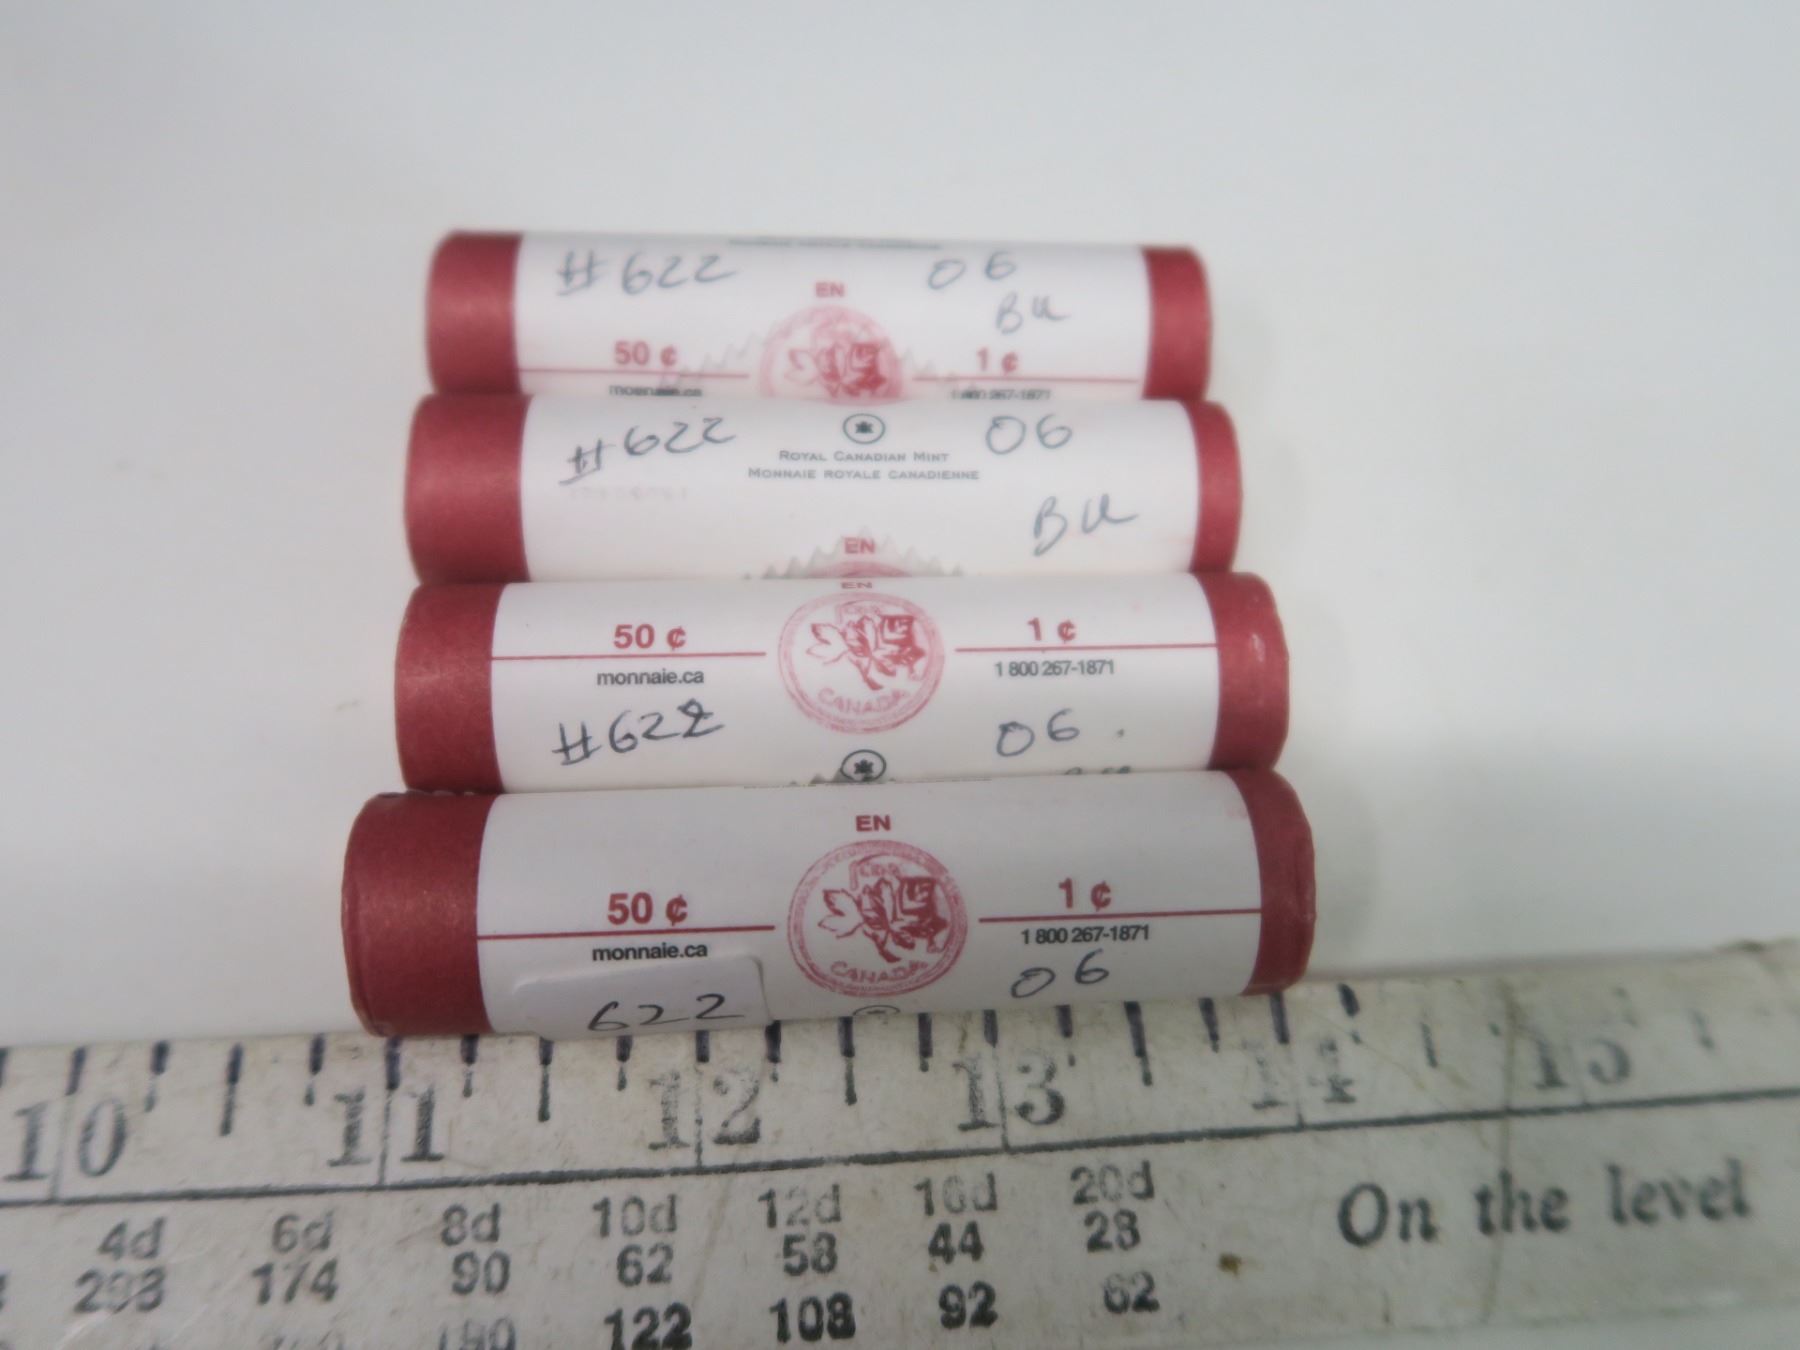 #622 06
EN
BU
50 ¢ 1 ¢
monnaie.ca 1 800 267-1871
#622 06
ROYAL CANADIAN MINT
MONNAIE ROYALE CANADIENNE
BU
EN
EN
50 ¢ 1 ¢
monnaie.ca 1 800 267-1871
CANADA
#622 06.
EN
50 ¢ 1 ¢
monnaie.ca 1 800 267-1871
CANADA
622 06
10 11 11 12 13 14 15
4d 6d 8d 10d 12d 16d 20d
174 90 62 58 44 28
122 108 92 62
On the level